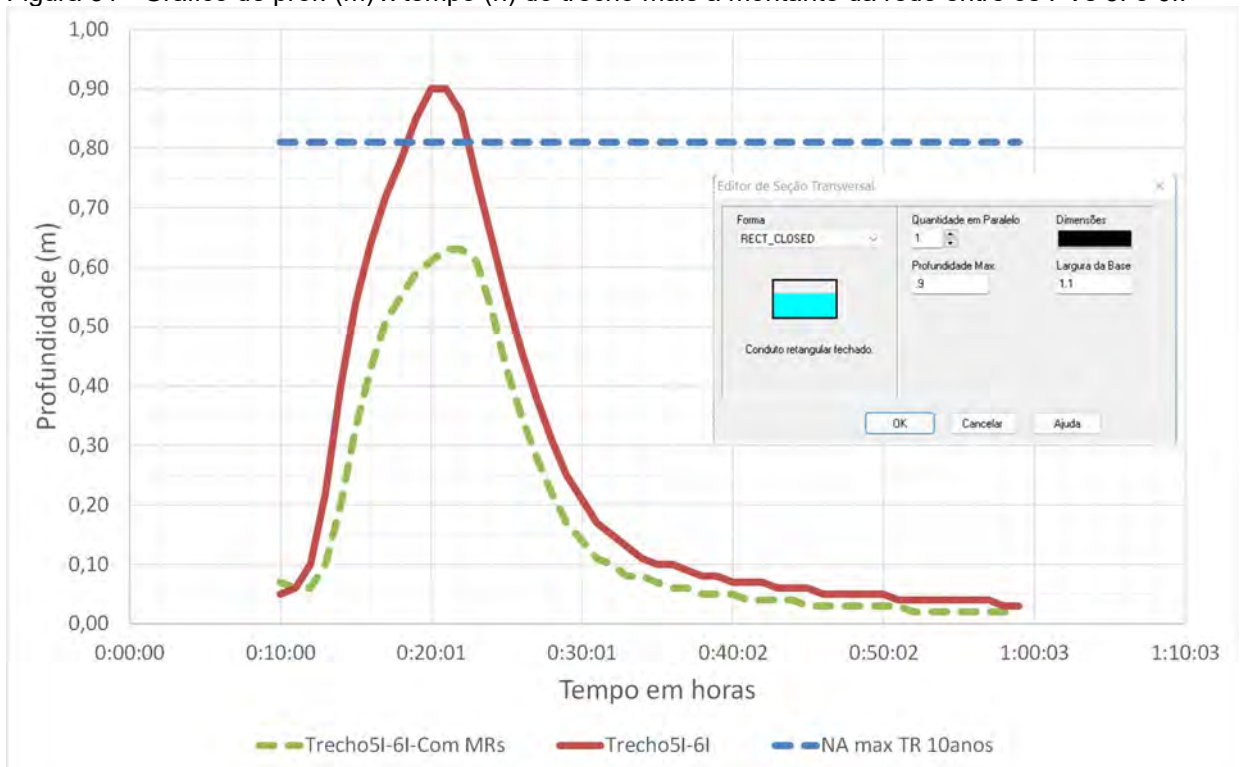 1,00
0,90
0,80
0,70
0,60
0,50
0,40
0,30
0,20
0,10
0,00
Profundidade (m)
0:00:00 0:10:00 0:20:01 0:30:01 0:40:02 0:50:02 1:00:03 1:10:03
Tempo em horas
Trecho5I-6I-Com MRs Trecho5I-6I NA max TR 10anos
Editor de Seção Transversal
Forma Quantidade em Paralelo Dimensões
RECT_CLOSED 1
Profundidade Max. Largura da Base
.9 1.1
Conduto retangular fechado.
OK Cancelar Ajuda